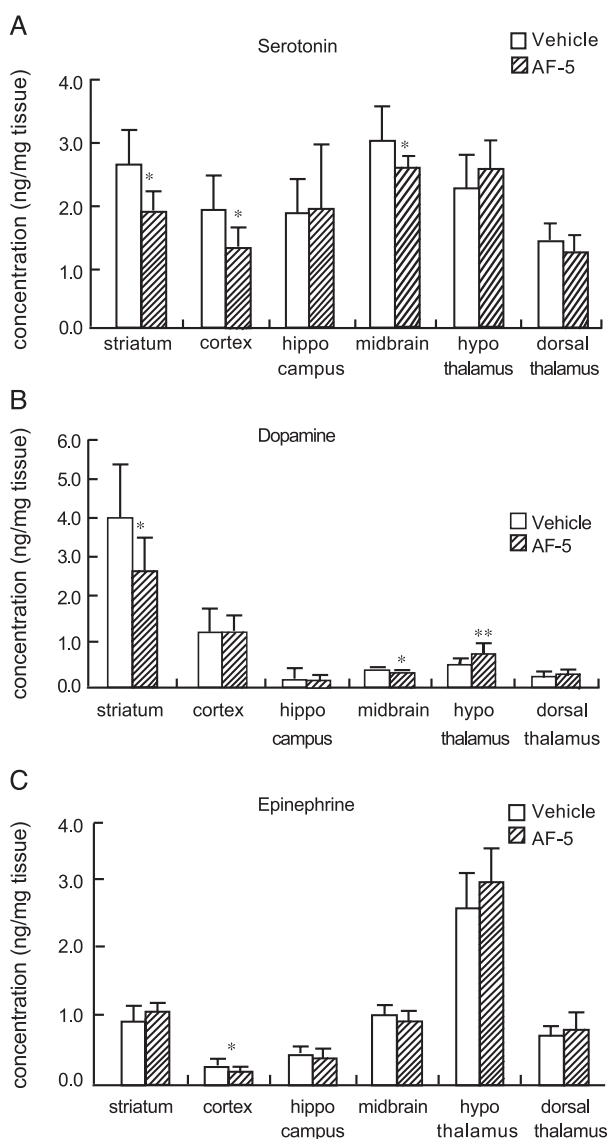 A
Serotonin
Vehicle
AF-5
concentration (ng/mg tissue)
4.0
3.0
2.0
1.0
0.0
*
*
*
striatum cortex hippo midbrain hypo dorsal
campus thalamus thalamus
B
Dopamine
Vehicle
AF-5
concentration (ng/mg tissue)
6.0
5.0
4.0
3.0
2.0
1.0
0.0
*
*
**
striatum cortex hippo midbrain hypo dorsal
campus thalamus thalamus
C
Epinephrine
Vehicle
AF-5
concentration (ng/mg tissue)
4.0
3.0
2.0
1.0
0.0
*
striatum cortex hippo midbrain hypo dorsal
campus thalamus thalamus